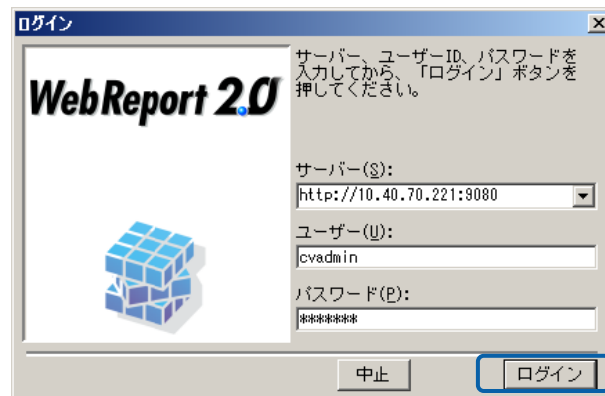 ログイン
サーバー、ユーザーID、パスワードを
入力してから、「ログイン」ボタンを
押してください。
WebReport 2.0
サーバー(S):
http://10.40.70.221:9080
ユーザー(U):
cvadmin
パスワード(P):
*******
中止
ログイン